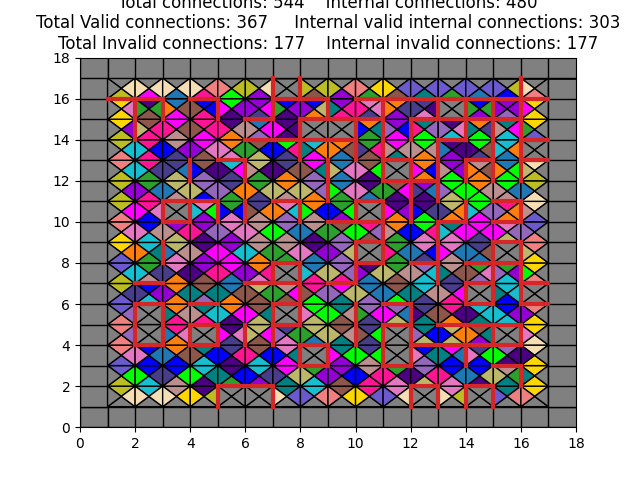 Total connections: 544    Internal connections: 480
Total Valid connections: 367    Internal valid internal connections: 303
Total Invalid connections: 177    Internal invalid connections: 177
18
16
14
12
10
8
6
4
2
0
0 2 4 6 8 10 12 14 16 18